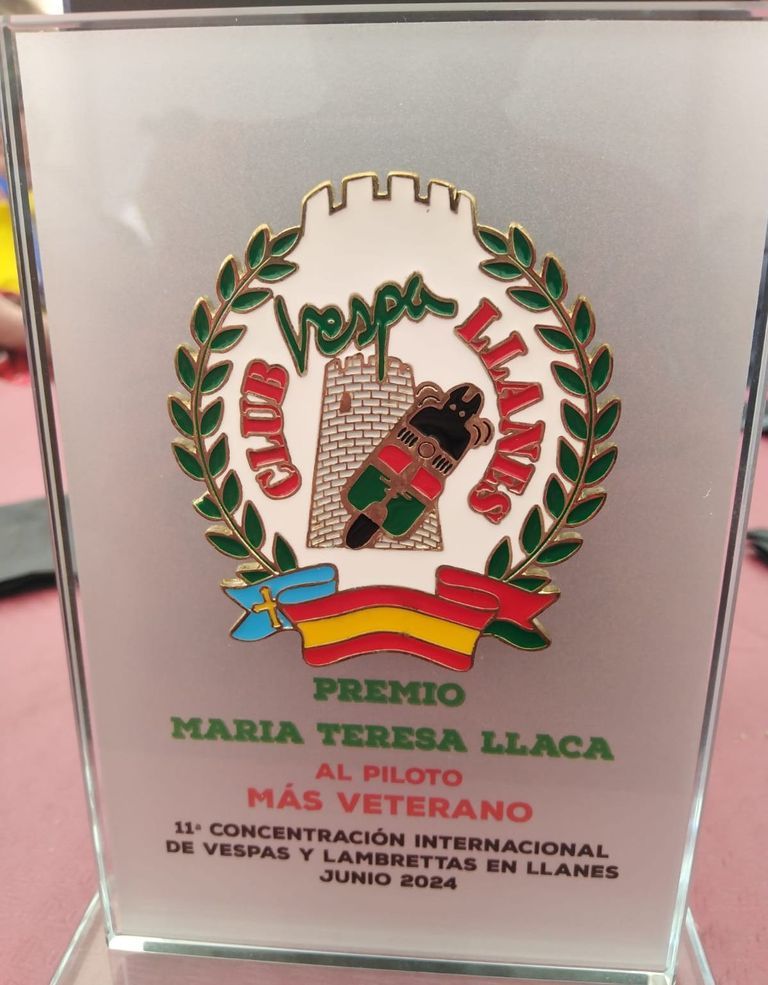 Vespa
CLUB
LLANES
PREMIO
MARIA TERESA LLACA
AL PILOTO
MÁS VETERANO
11ª CONCENTRACIÓN INTERNACIONAL
DE VESPAS Y LAMBRETTAS EN LLANES
JUNIO 2024